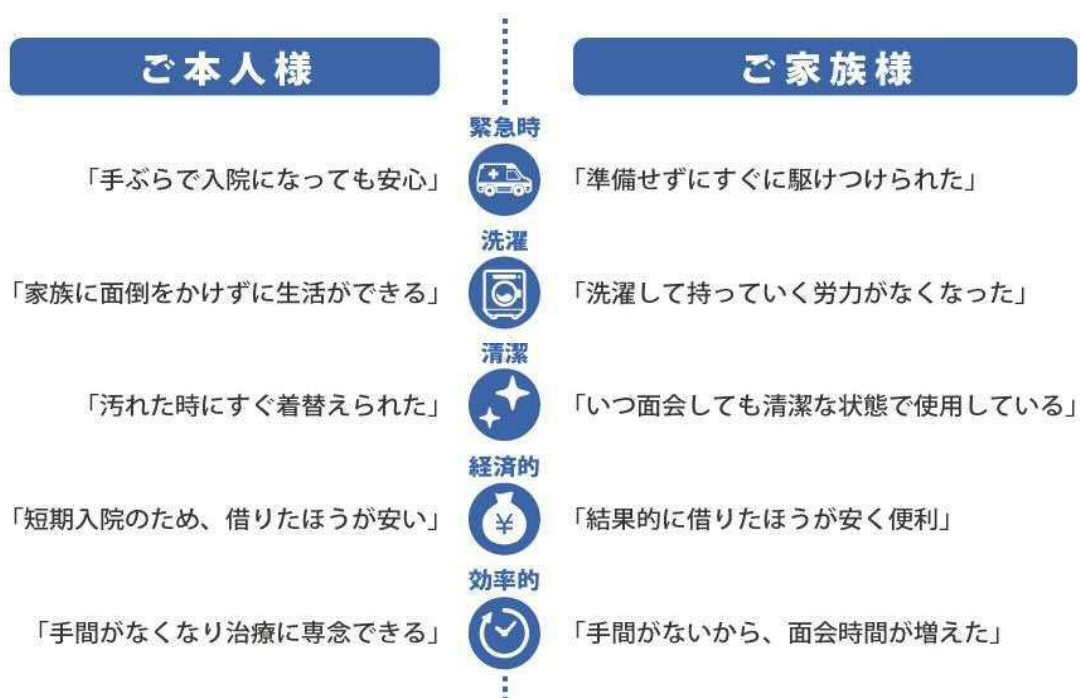 ご本人様
ご家族様
緊急時
「手ぶらで入院になっても安心」
「準備せずにすぐに駆けつけられた」
洗濯
「家族に面倒をかけずに生活ができる」
「洗濯して持っていく労力がなくなった」
清潔
「汚れた時にすぐ着替えられた」
「いつ面会しても清潔な状態で使用している」
経済的
「短期入院のため、借りたほうが安い」
¥
「結果的に借りたほうが安く便利」
効率的
「手間がなくなり治療に専念できる」
「手間がないから、面会時間が増えた」